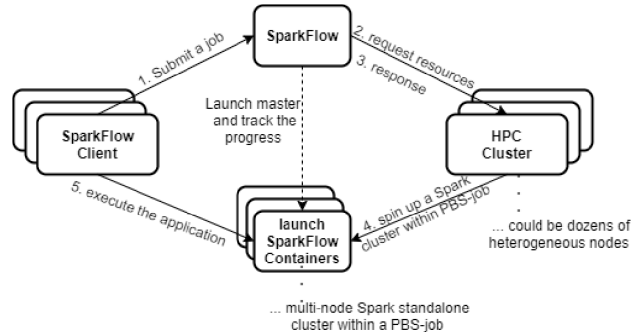 SparkFlow
1. Submit a job
2. request resources
3. response
Launch master
and track the
progress
SparkFlow
Client
HPC
Cluster
5. execute the application
launch
SparkFlow
Containers
4. spin up a Spark
cluster within PBS-job
... could be dozens of
heterogeneous nodes
... multi-node Spark standalone
cluster within a PBS-job